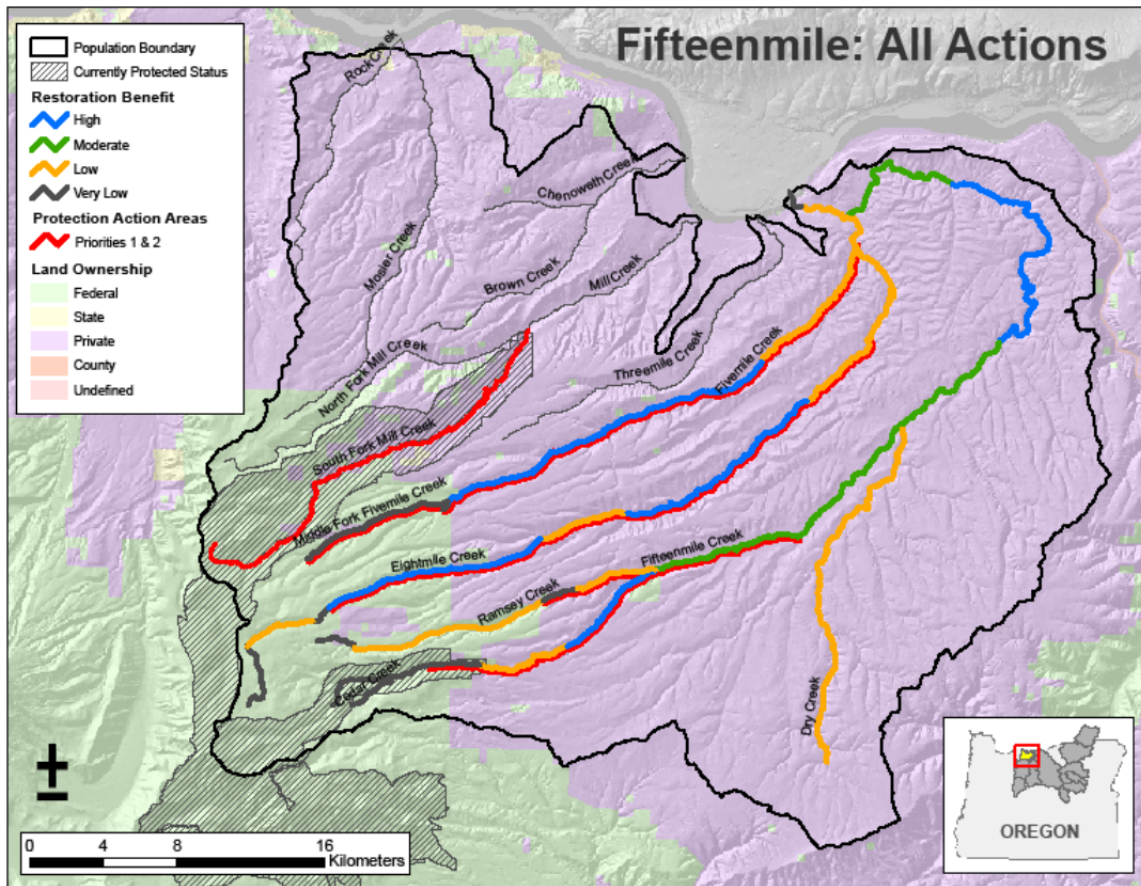 Fifteenmile: All Actions
Population Boundary
Currently Protected Status
Restoration Benefit
High
Moderate
Low
Very Low
Protection Action Areas
Priorities 1 & 2
Land Ownership
Federal
State
Private
County
Undefined
Rock Creek
Mosier Creek
Chenoweth Creek
Brown Creek
Mill Creek
North Fork Mill Creek
South Fork Mill Creek
Threemile Creek
Fivemile Creek
Middle Fork Fivemile Creek
Eightmile Creek
Fifteenmile Creek
Ramsey Creek
Cedar Creek
Dry Creek
0 4 8 16
Kilometers
OREGON